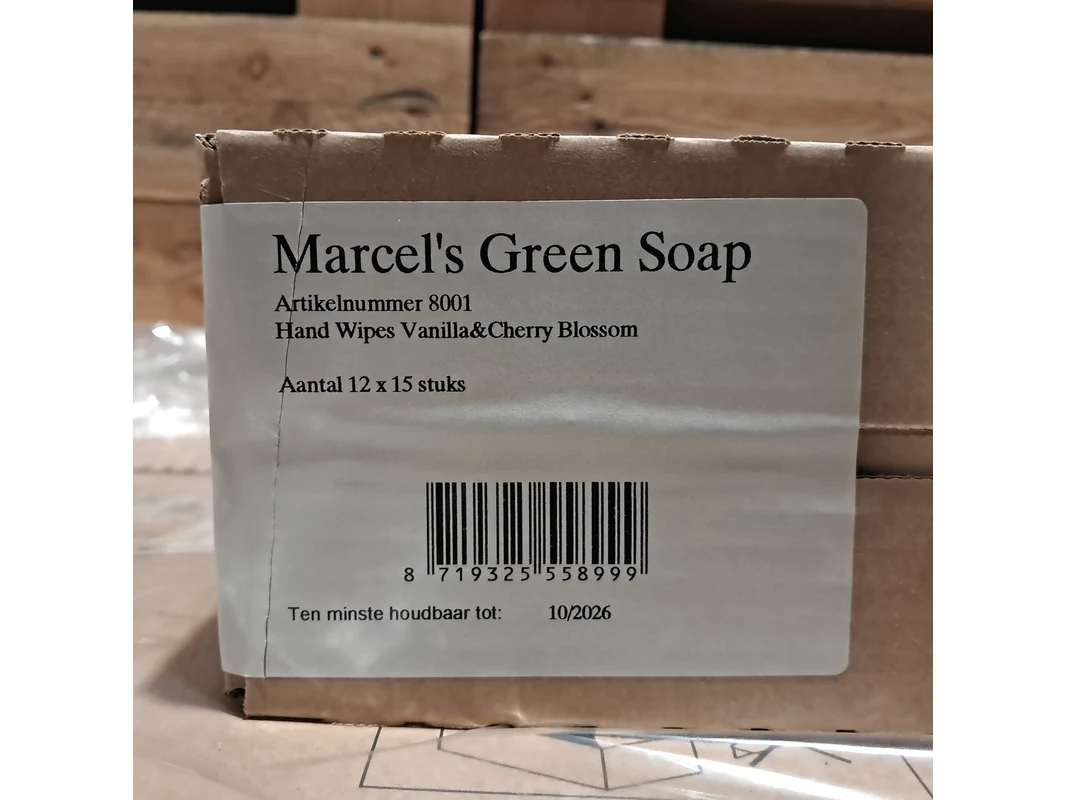 Marcel's Green Soap
Artikelnummer 8001
Hand Wipes Vanilla&Cherry Blossom
Aantal 12 x 15 stuks
8 719325 558999
Ten minste houdbaar tot: 10/2026